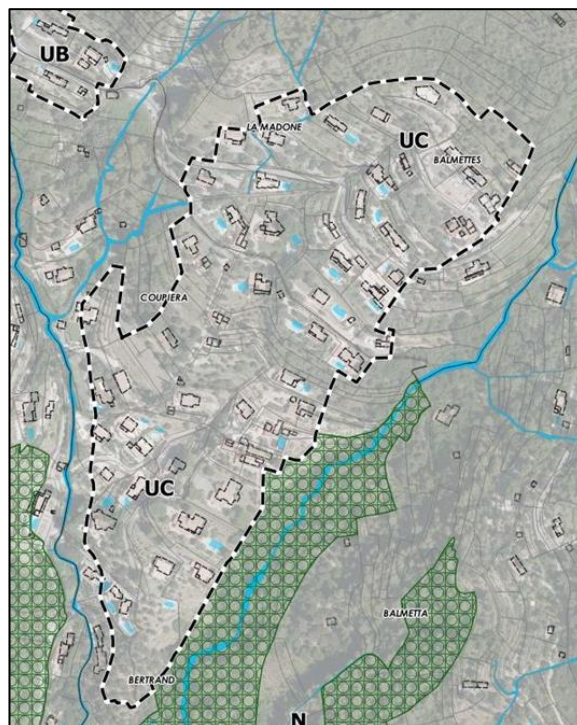 UB
LA MADONE
UC
BALMETTES
COUPIERA
UC
BALMETTA
BERTRAND
N